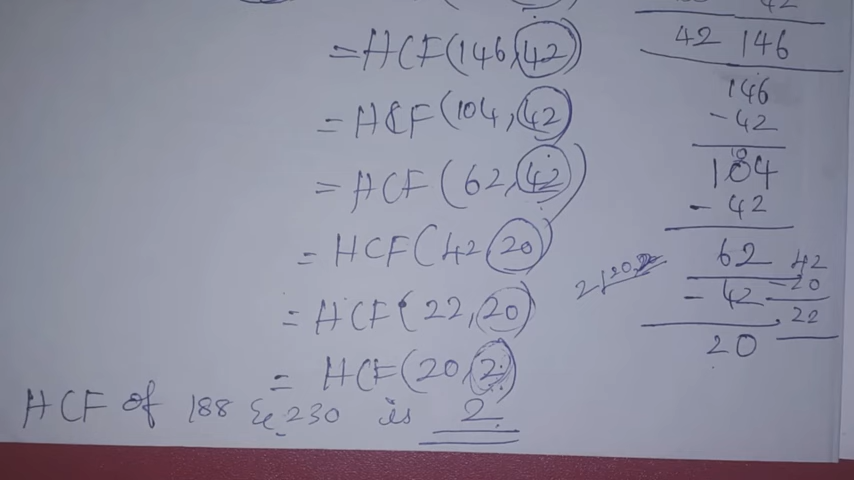 42
42 146
= HCF(146,42)
146
- 42
= HCF(104,42)
10
104
- 42
= HCF(62,42)
62
- 42
20
42
- 20
22
= HCF(42,20)
= HCF(22,20)
= HCF(20,2)
HCF of 188 & 230 is 2